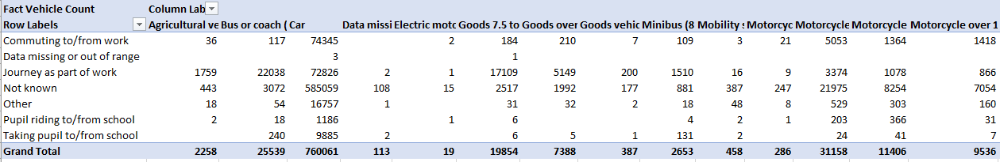 Fact Vehicle Count Column Lab
Row Labels Agricultural ve Bus or coach ( Car Data missi Electric moto Goods 7.5 to Goods over Goods vehic Minibus (8 Mobility s Motorcyc Motorcycle Motorcycle Motorcycle over 1
Commuting to/from work 36 117 74345 2 184 210 7 109 3 21 5053 1364 1418
Data missing or out of range 3 1
Journey as part of work 1759 22038 72826 2 1 17109 5149 200 1510 16 9 3374 1078 866
Not known 443 3072 585059 108 15 2517 1992 177 881 387 247 21975 8254 7054
Other 18 54 16757 1 31 32 2 18 48 8 529 303 160
Pupil riding to/from school 2 18 1186 1 6 4 2 1 203 366 31
Taking pupil to/from school 240 9885 2 6 5 1 131 2 24 41 7
Grand Total 2258 25539 760061 113 19 19854 7388 387 2653 458 286 31158 11406 9536